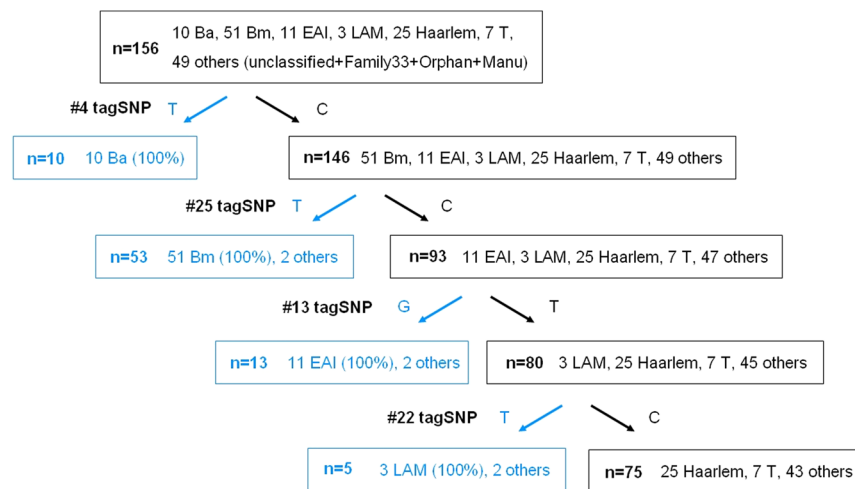 n=156 10 Ba, 51 Bm, 11 EAI, 3 LAM, 25 Haarlem, 7 T,
49 others (unclassified+Family33+Orphan+Manu)
#4 tagSNP T C
n=10 10 Ba (100%)
n=146 51 Bm, 11 EAI, 3 LAM, 25 Haarlem, 7 T, 49 others
#25 tagSNP T C
n=53 51 Bm (100%), 2 others
n=93 11 EAI, 3 LAM, 25 Haarlem, 7 T, 47 others
#13 tagSNP G T
n=13 11 EAI (100%), 2 others
n=80 3 LAM, 25 Haarlem, 7 T, 45 others
#22 tagSNP T C
n=5 3 LAM (100%), 2 others
n=75 25 Haarlem, 7 T, 43 others